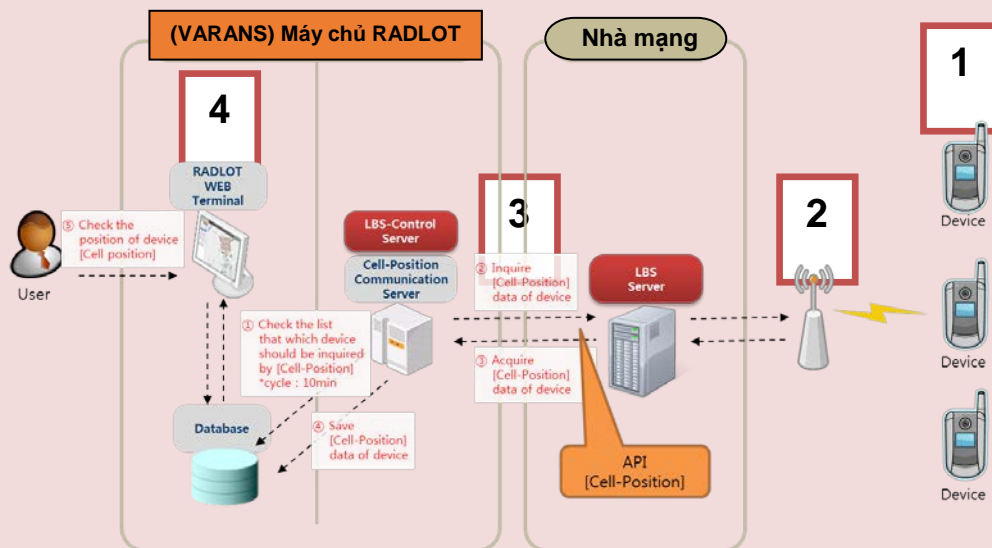 (VARANS) Máy chủ RADLOT
Nhà mạng
1
4
RADLOT
WEB
Terminal
3
2
Device
⑤ Check the
position of device
[Cell position]
User
LBS-Control
Server
Cell-Position
Communication
Server
② Inquire
[Cell-Position]
data of device
LBS
Server
① Check the list
that which device
should be inquired
by [Cell-Position]
*cycle : 10min
③ Acquire
[Cell-Position]
data of device
Device
Database
④ Save
[Cell-Position]
data of device
API
[Cell-Position]
Device